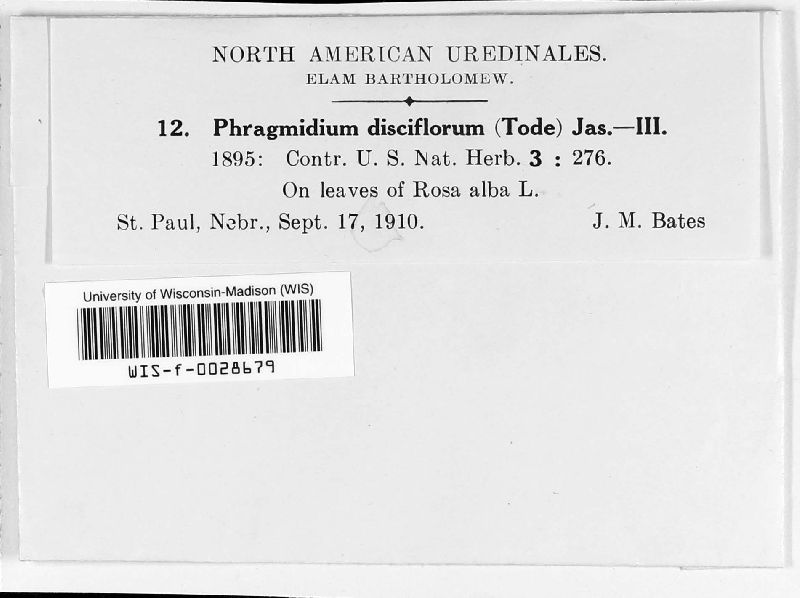 NORTH AMERICAN UREDINALES.
ELAM BARTHOLOMEW.
12. Phragmidium disciflorum (Tode) Jas.—III.
1895: Contr. U. S. Nat. Herb. 3 : 276.
On leaves of Rosa alba L.
St. Paul, Nebr., Sept. 17, 1910. J. M. Bates
University of Wisconsin-Madison (WIS)
WIS-f-0028679